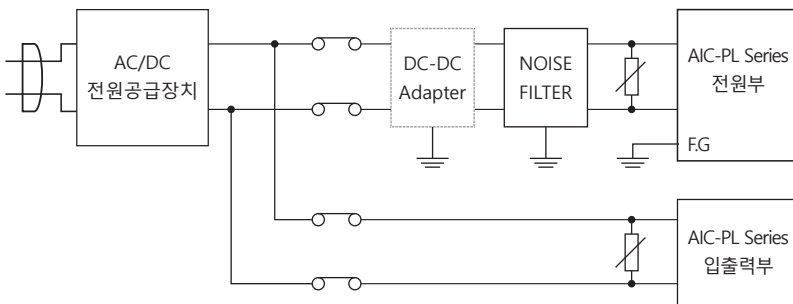 AC/DC
전원공급장치
DC-DC
Adapter
NOISE
FILTER
AIC-PL Series
전원부
F.G
AIC-PL Series
입출력부